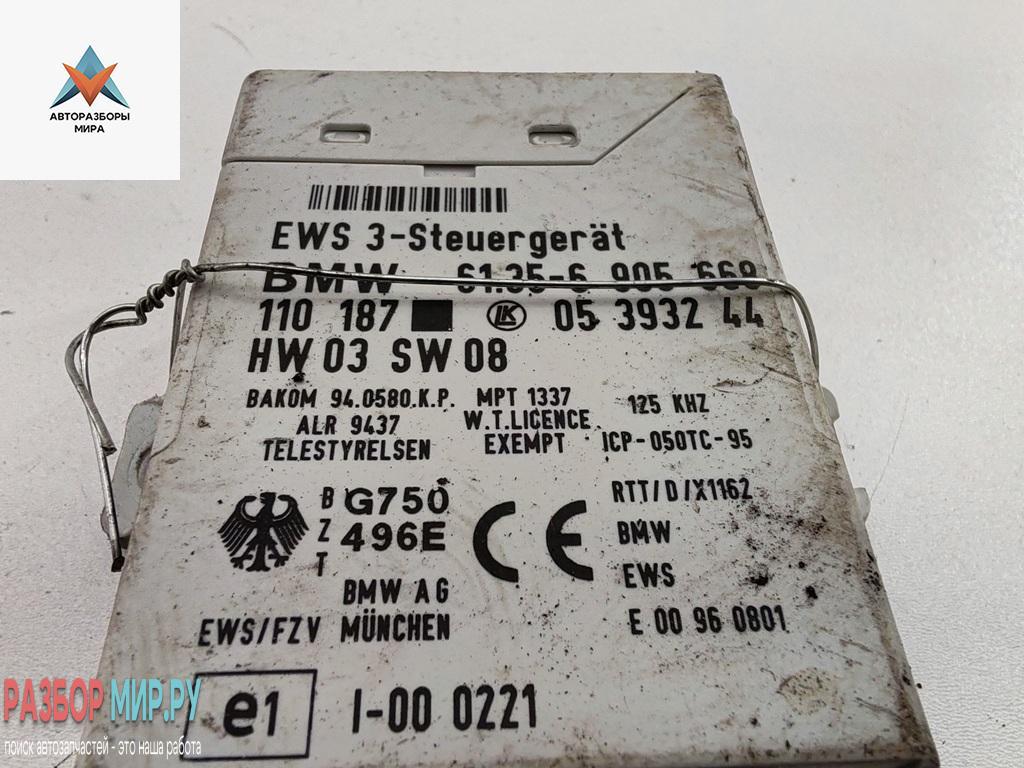 АВТОРАЗБОРЫ
МИРА
EWS 3-Steuergerät
BMW 61.35-6 905 668
110 187 LK 05 3932 44
HW 03 SW 08
BAKOM 94.0580.K.P. MPT 1337 125 KHZ
ALR 9437 W.T.LICENCE
TELESTYRELSEN EXEMPT ICP-050TC-95
BZT G750 496E CE RTT/D/X1162
BMW
BMW AG EWS
EWS/FZV MÜNCHEN E 00 96 0801
e1 I-00 0221
РАЗБОР МИР.РУ
поиск автозапчастей - это наша работа